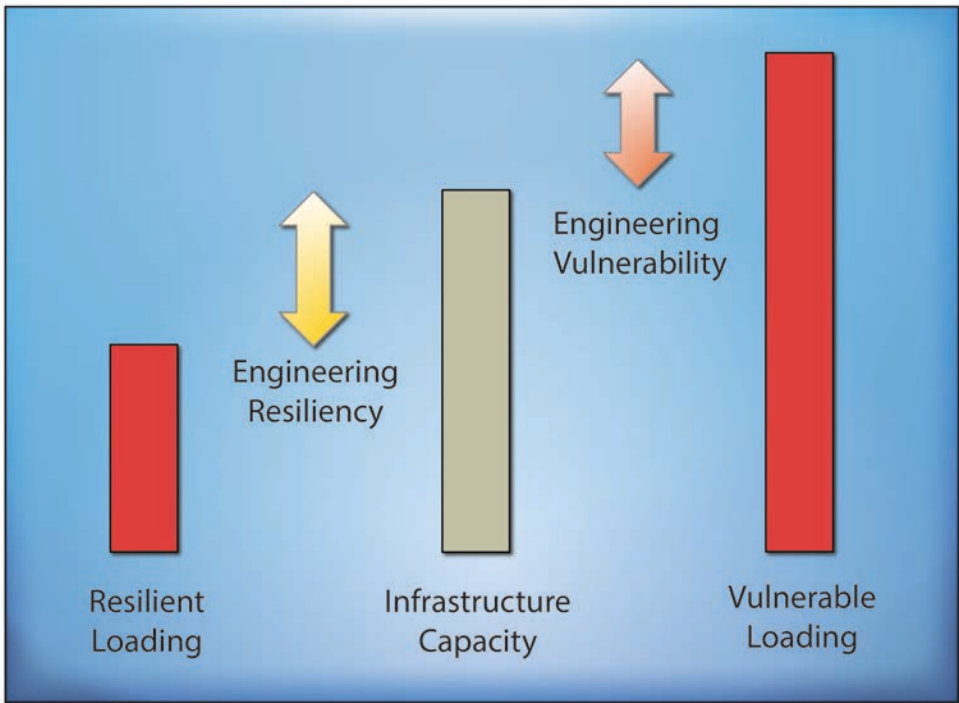 Engineering
Vulnerability
Engineering
Resiliency
Resilient
Loading
Infrastructure
Capacity
Vulnerable
Loading